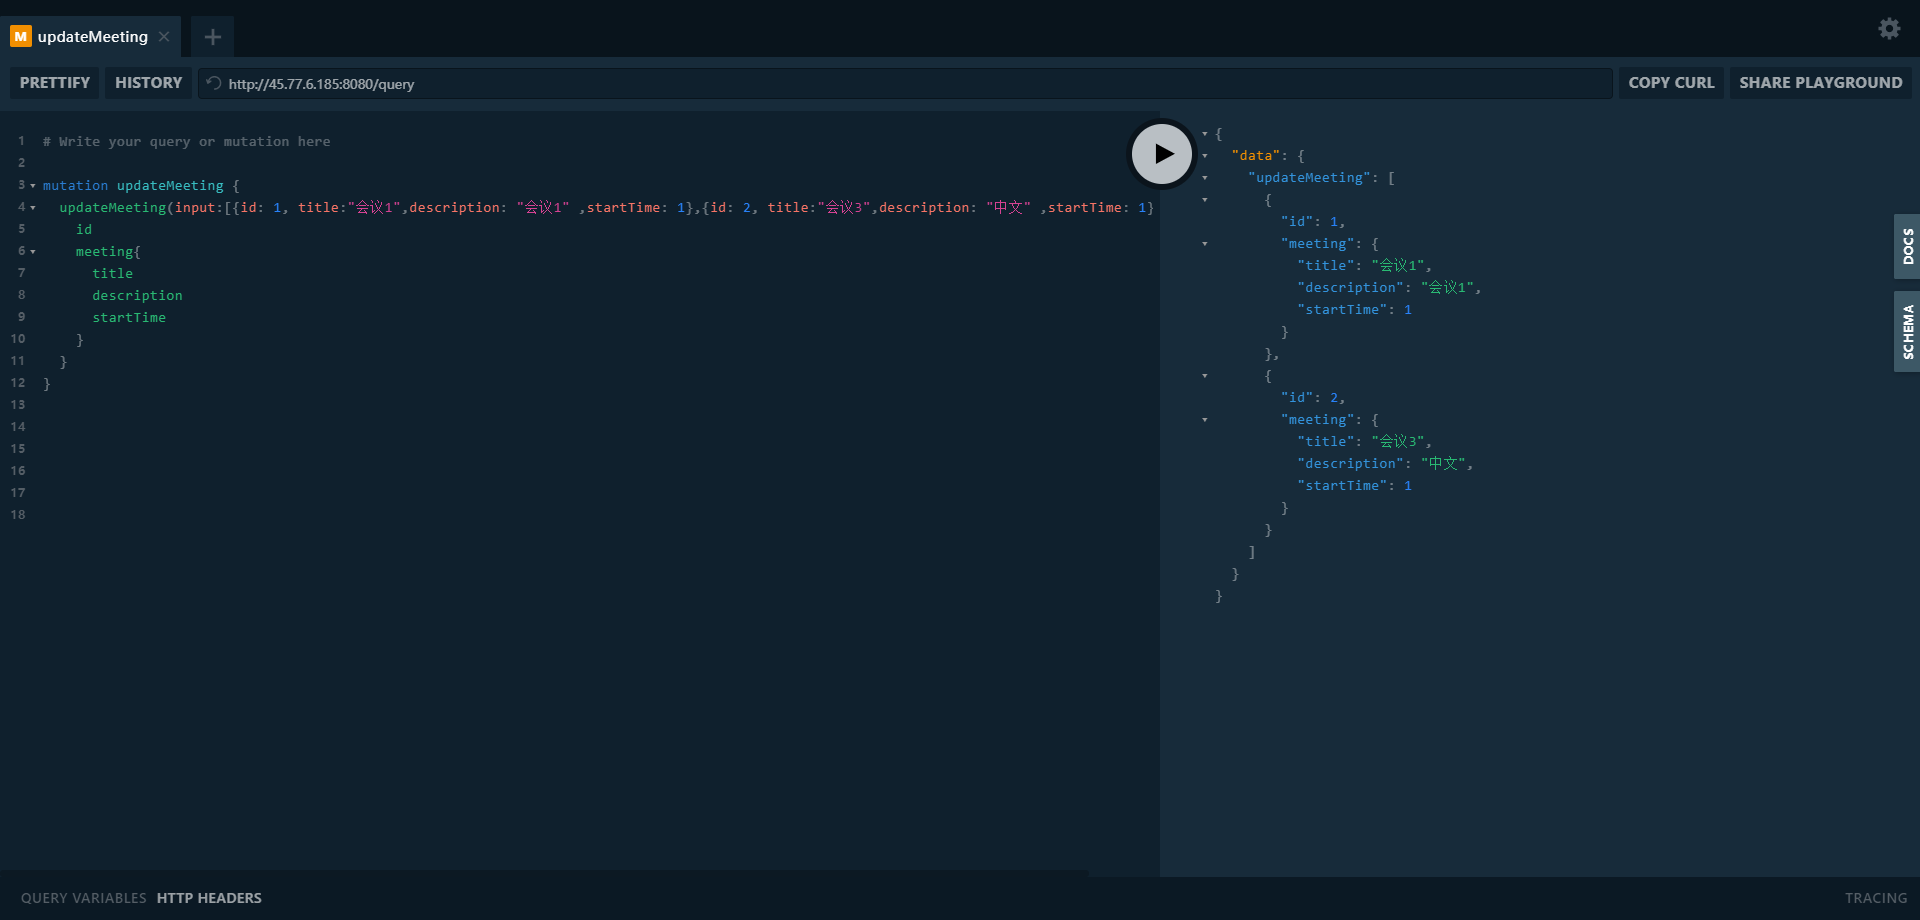 M updateMeeting
PRETTIFY HISTORY http://45.77.6.185:8080/query COPY CURL SHARE PLAYGROUND
1 # Write your query or mutation here
2
3 mutation updateMeeting {
4 updateMeeting(input:[{id: 1, title:"会议1",description: "会议1" ,startTime: 1},{id: 2, title:"会议3",description: "中文" ,startTime: 1}
5 id
6 meeting{
7 title
8 description
9 startTime
10 }
11 }
12 }
13
14
15
16
17
18
{
"data": {
"updateMeeting": [
{
"id": 1,
"meeting": {
"title": "会议1",
"description": "会议1",
"startTime": 1
}
},
{
"id": 2,
"meeting": {
"title": "会议3",
"description": "中文",
"startTime": 1
}
}
]
}
}
DOCS
SCHEMA
QUERY VARIABLES HTTP HEADERS TRACING